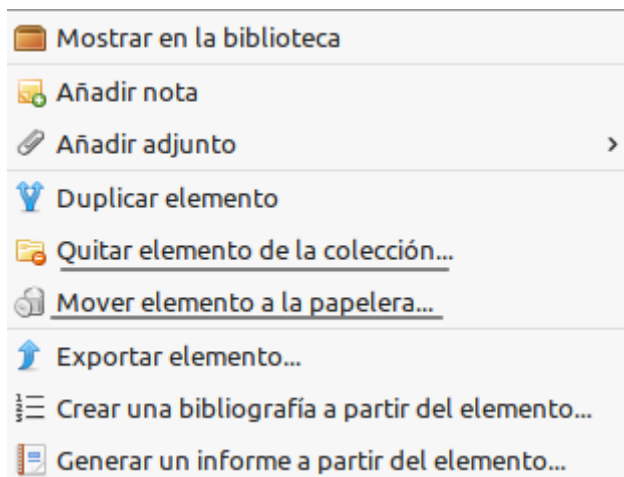 Mostrar en la biblioteca
Añadir nota
Añadir adjunto
Duplicar elemento
Quitar elemento de la colección...
Mover elemento a la papelera...
Exportar elemento...
Crear una bibliografía a partir del elemento...
Generar un informe a partir del elemento...